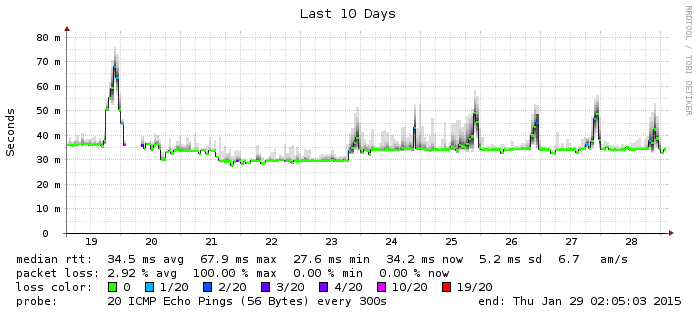 Last 10 Days
RRDTOOL / TOBI OETIKER
Seconds
80 m
70 m
60 m
50 m
40 m
30 m
20 m
10 m
0
19 20 21 22 23 24 25 26 27 28
median rtt: 34.5 ms avg 67.9 ms max 27.6 ms min 34.2 ms now 5.2 ms sd 6.7 am/s
packet loss: 2.92 % avg 100.00 % max 0.00 % min 0.00 % now
loss color: 0 1/20 2/20 3/20 4/20 10/20 19/20
probe: 20 ICMP Echo Pings (56 Bytes) every 300s end: Thu Jan 29 02:05:03 2015